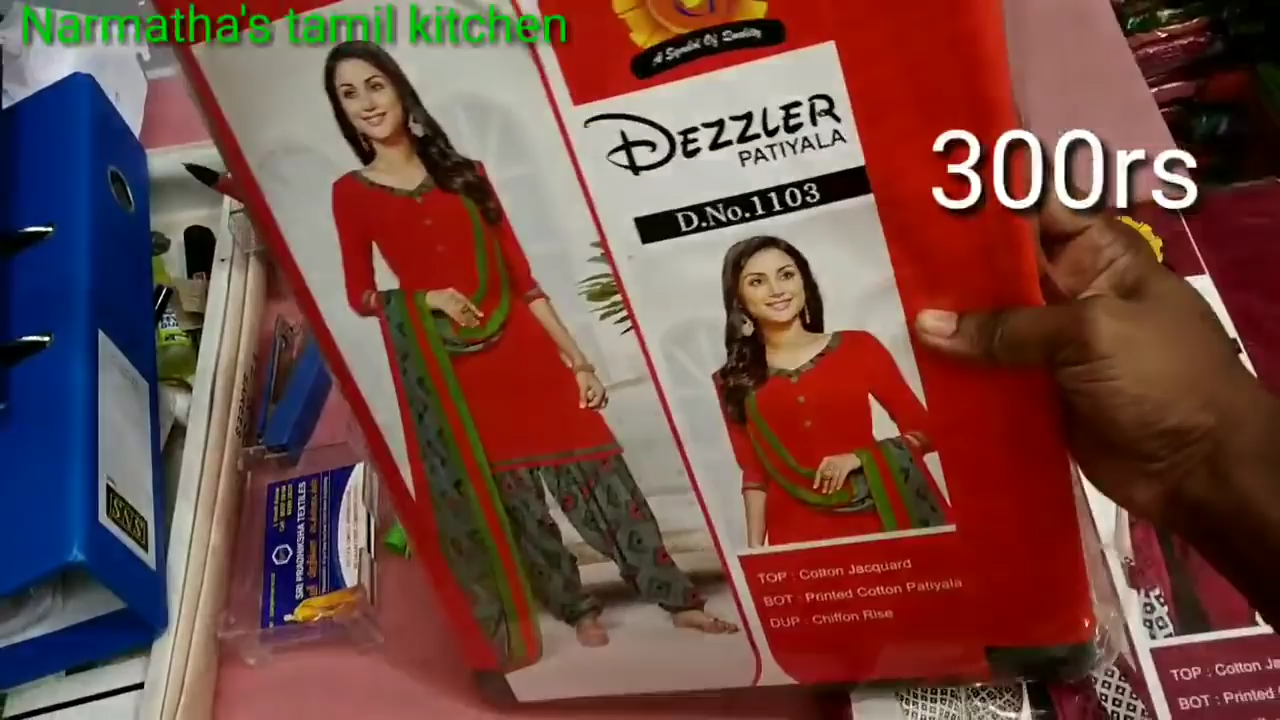 Narmatha's tamil kitchen
A Symbol Of Quality
DEZZLER
PATIYALA
D.No.1103
300rs
TOP : Cotton Jacquard
BOT : Printed Cotton Patiyala
DUP : Chiffon Rise
SRI PRADHIKSHA TEXTILES
TOP : Cotton
BOT : Printed